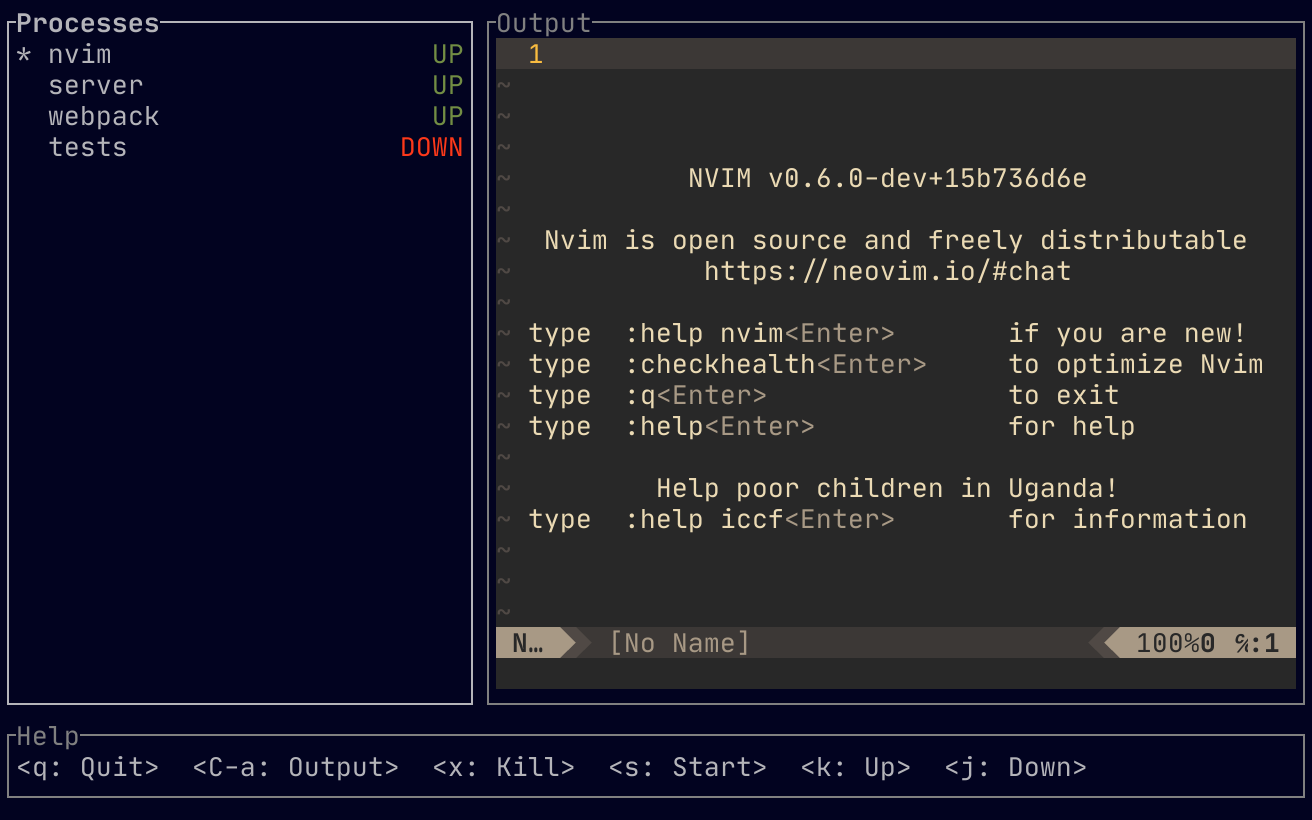 Processes
* nvim UP
server UP
webpack UP
tests DOWN
Output
1
~
~
~
~ NVIM v0.6.0-dev+15b736d6e
~
~ Nvim is open source and freely distributable
~ https://neovim.io/#chat
~
~ type :help nvim<Enter> if you are new!
~ type :checkhealth<Enter> to optimize Nvim
~ type :q<Enter> to exit
~ type :help<Enter> for help
~
~ Help poor children in Uganda!
~ type :help iccf<Enter> for information
~
~
~
N… [No Name] 100%0 ℅:1
Help
<q: Quit> <C-a: Output> <x: Kill> <s: Start> <k: Up> <j: Down>